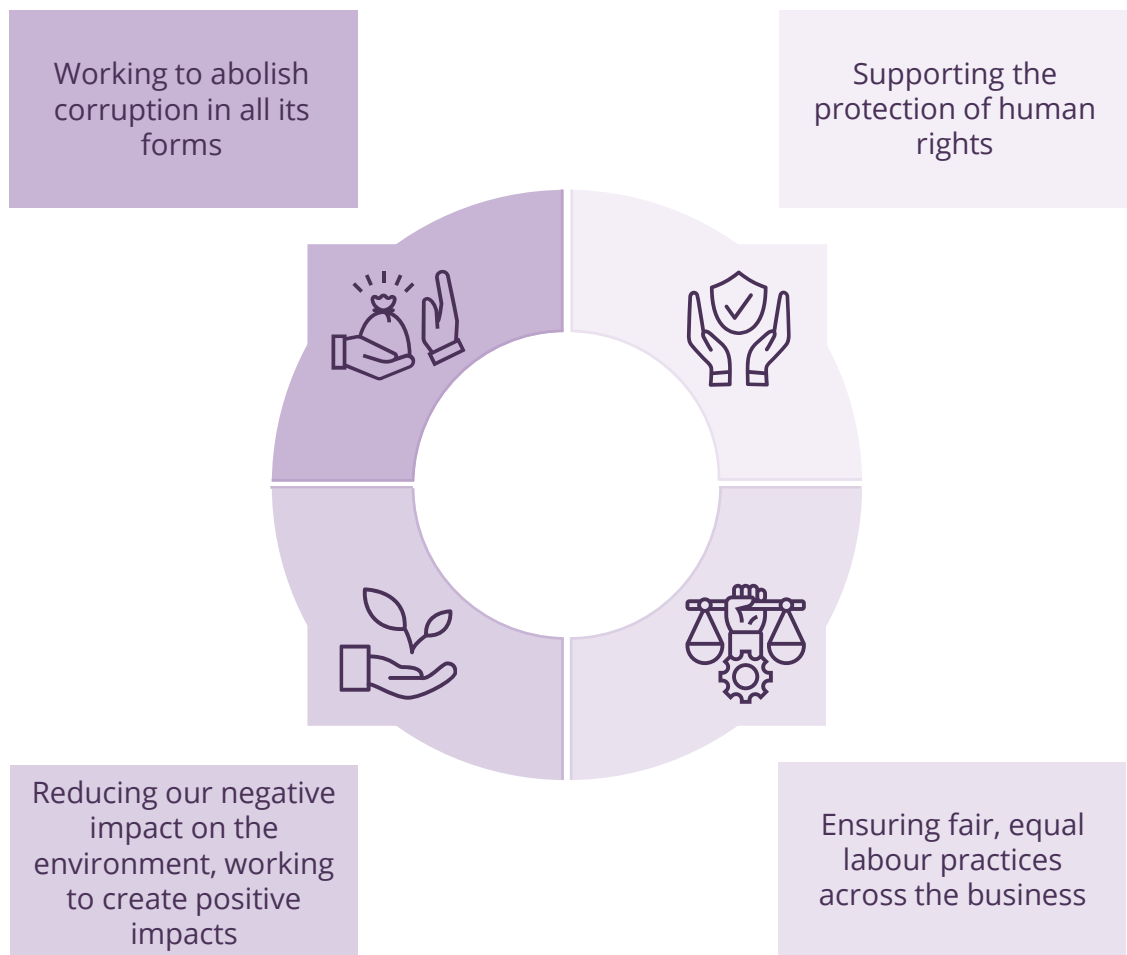 Working to abolish
corruption in all its
forms
Supporting the
protection of human
rights
Reducing our negative
impact on the
environment, working
to create positive
impacts
Ensuring fair, equal
labour practices
across the business